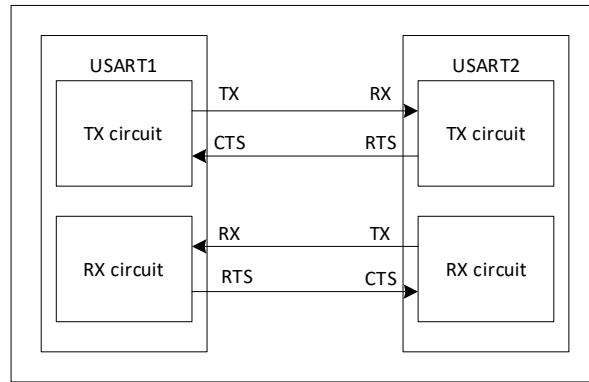 USART1 USART2
TX RX
TX circuit TX circuit
CTS RTS
RX TX
RX circuit RX circuit
RTS CTS